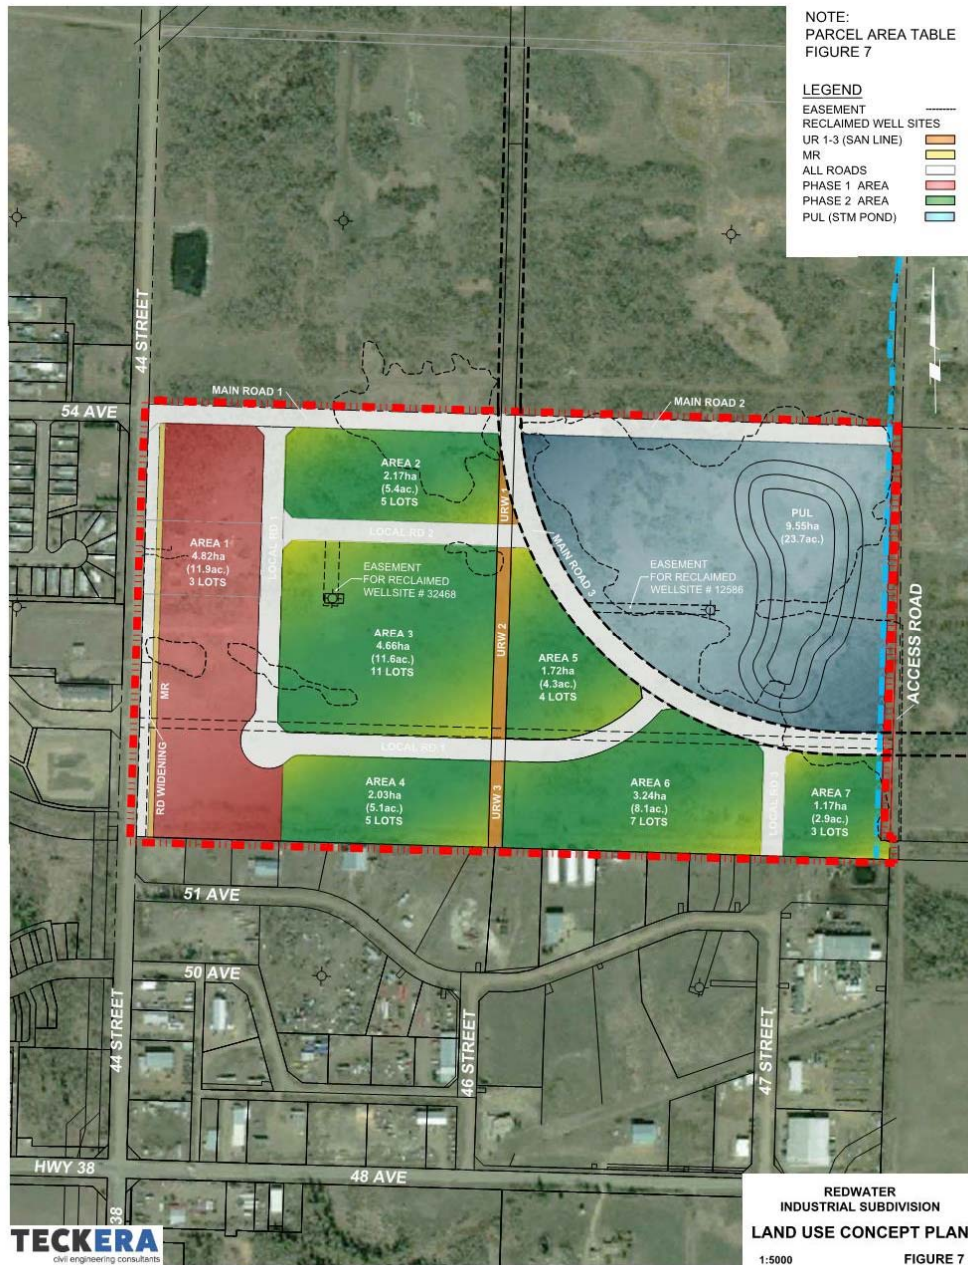 NOTE:
PARCEL AREA TABLE
FIGURE 7
LEGEND
EASEMENT
RECLAIMED WELL SITES
UR 1-3 (SAN LINE)
MR
ALL ROADS
PHASE 1 AREA
PHASE 2 AREA
PUL (STM POND)
44 STREET
54 AVE
MAIN ROAD 1
MAIN ROAD 2
AREA 1
4.82ha
(11.9ac.)
3 LOTS
LOCAL RD 1
AREA 2
2.17ha
(5.4ac.)
5 LOTS
URW 1
LOCAL RD 2
MAIN ROAD 3
PUL
9.55ha
(23.7ac.)
EASEMENT
FOR RECLAIMED
WELLSITE # 32468
EASEMENT
FOR RECLAIMED
WELLSITE # 12586
AREA 3
4.66ha
(11.6ac.)
11 LOTS
URW 2
AREA 5
1.72ha
(4.3ac.)
4 LOTS
ACCESS ROAD
MR
RD WIDENING
LOCAL RD 1
AREA 4
2.03ha
(5.1ac.)
5 LOTS
URW 3
AREA 6
3.24ha
(8.1ac.)
7 LOTS
LOCAL RD 3
AREA 7
1.17ha
(2.9ac.)
3 LOTS
51 AVE
50 AVE
44 STREET
46 STREET
47 STREET
HWY 38
48 AVE
38
TECKERA
civil engineering consultants
REDWATER
INDUSTRIAL SUBDIVISION
LAND USE CONCEPT PLAN
1:5000
FIGURE 7